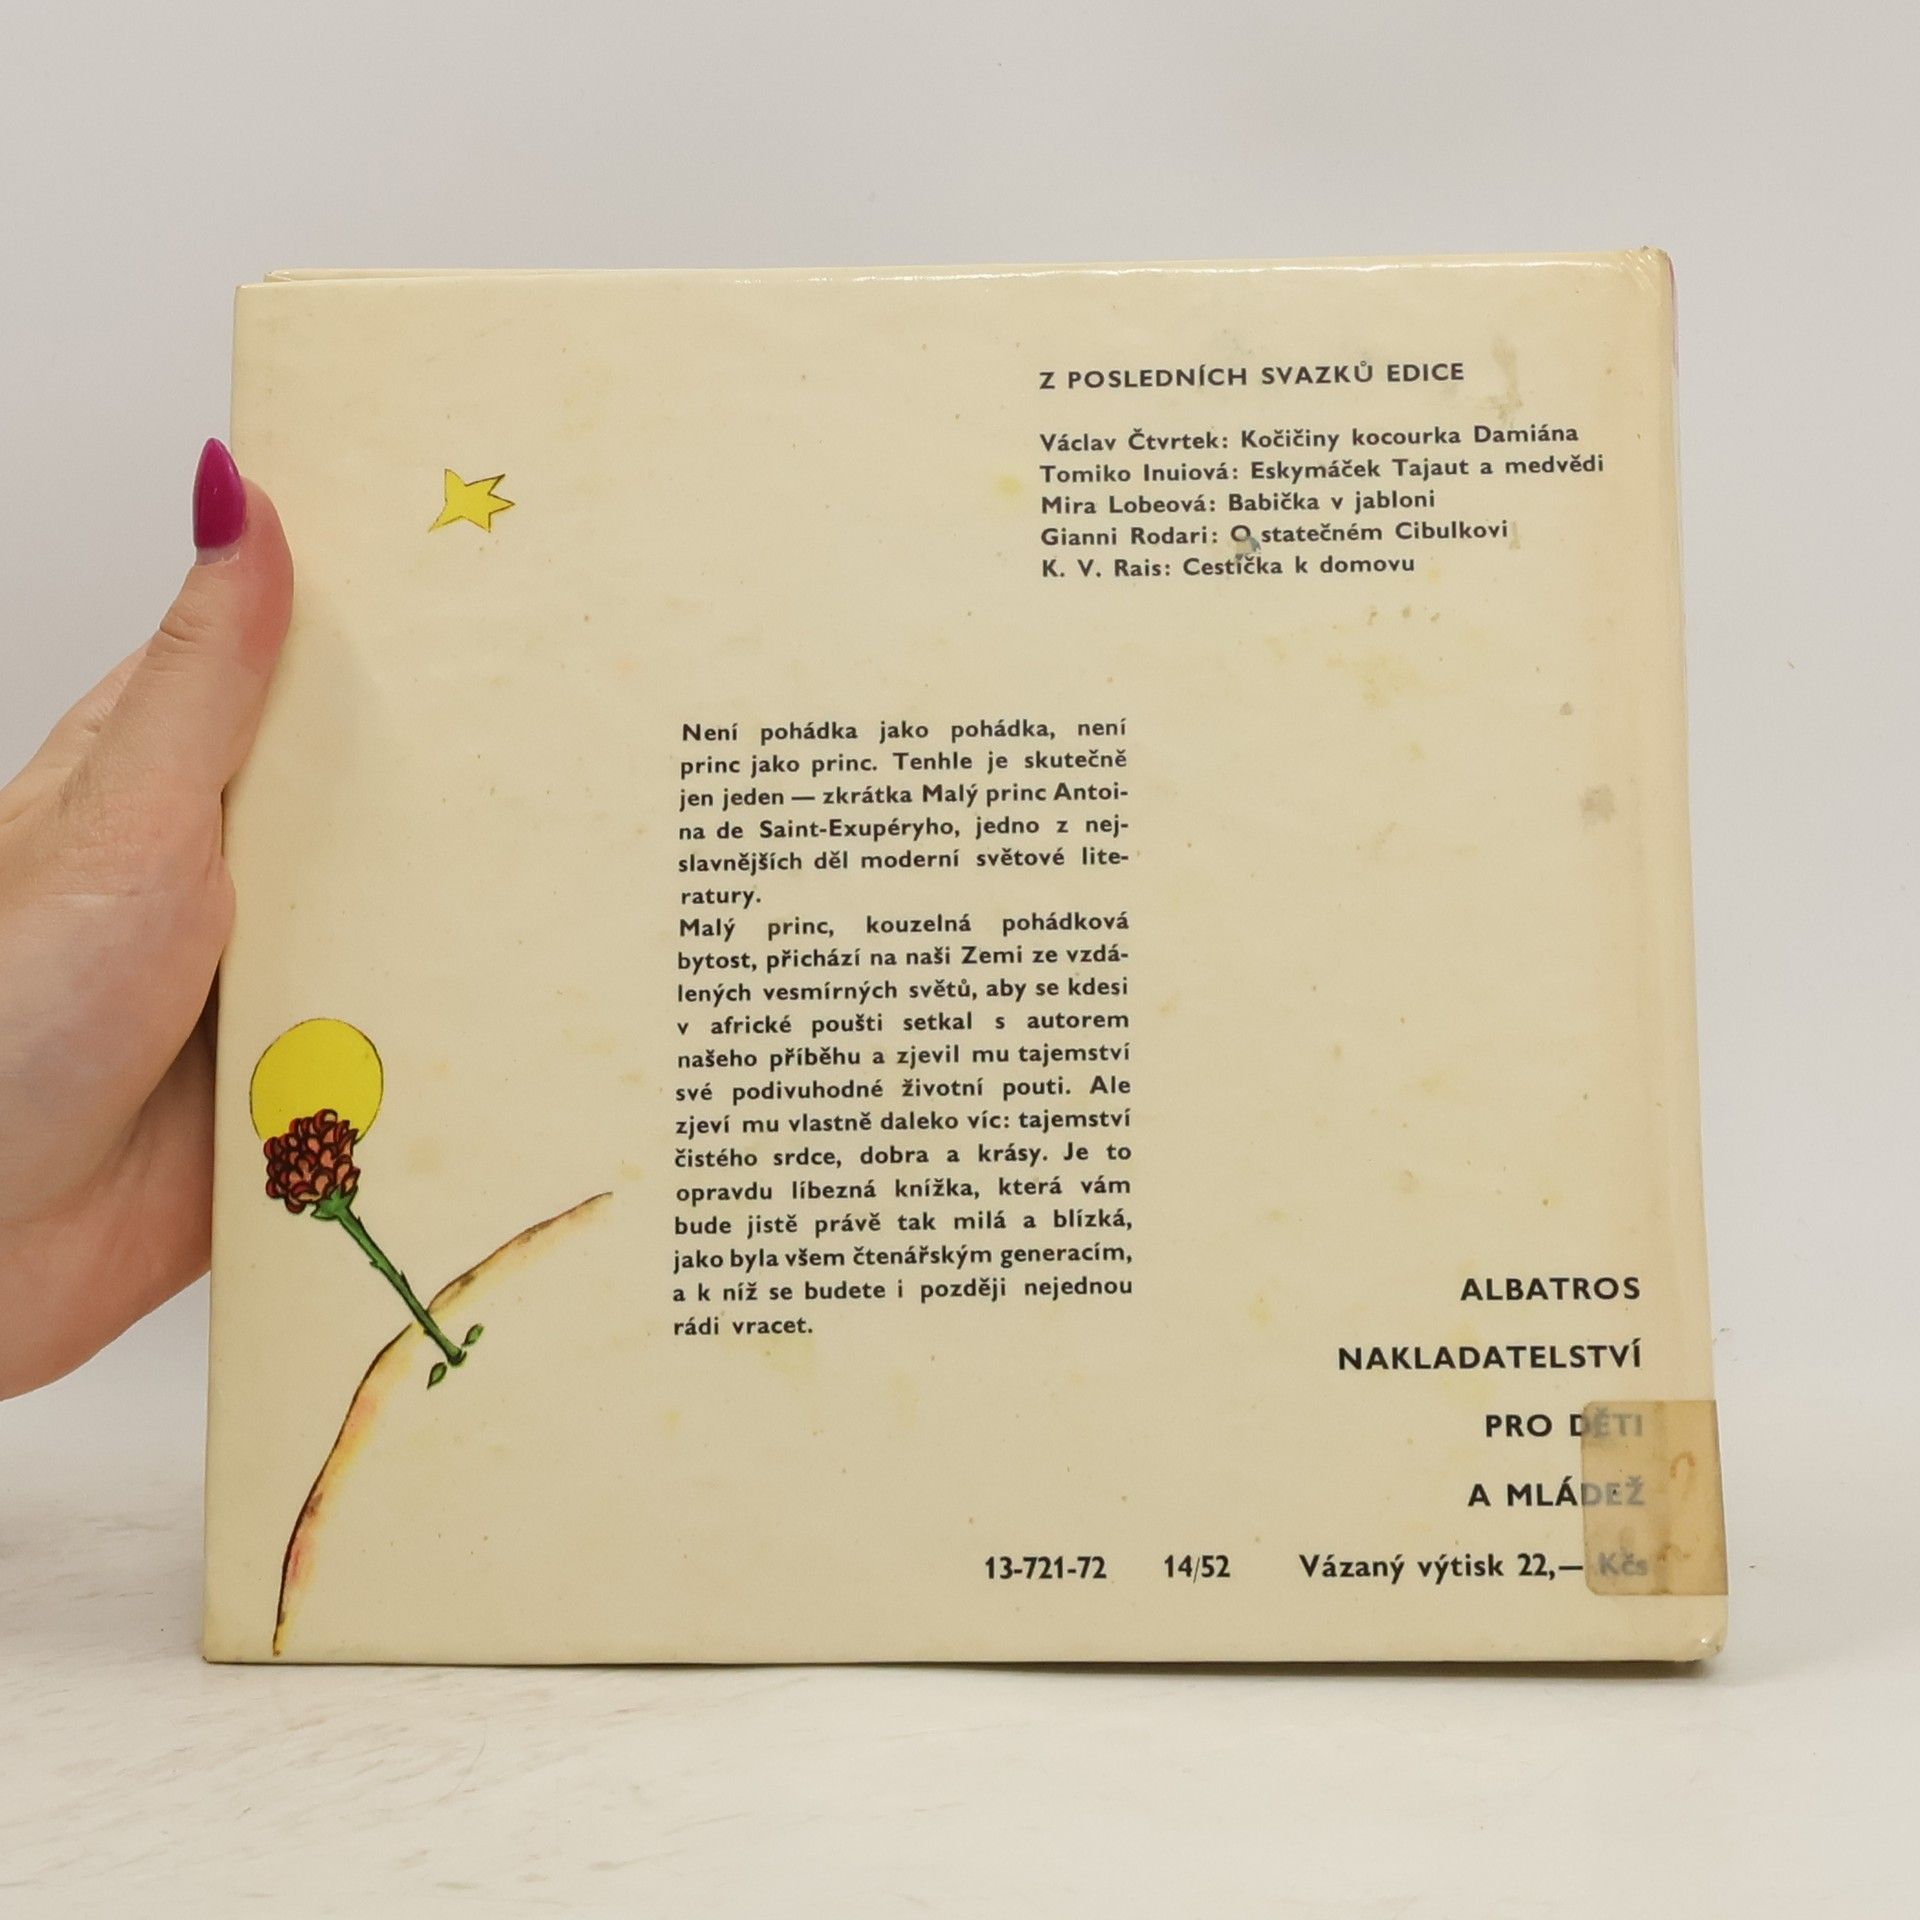 Z POSLEDNÍCH SVAZKŮ EDICE
Václav Čtvrtek: Kočičiny kocourka Damiána
Tomiko Inuiová: Eskymáček Tajaut a medvědi
Mira Lobeová: Babička v jabloni
Gianni Rodari: O statečném Cibulkovi
K. V. Rais: Cestička k domovu
Není pohádka jako pohádka, není
princ jako princ. Tenhle je skutečně
jen jeden — zkrátka Malý princ Antoi-
na de Saint-Exupéryho, jedno z nej-
slavnějších děl moderní světové lite-
ratury.
Malý princ, kouzelná pohádková
bytost, přichází na naši Zemi ze vzdá-
lených vesmírných světů, aby se kdesi
v africké poušti setkal s autorem
našeho příběhu a zjevil mu tajemství
své podivuhodné životní pouti. Ale
zjeví mu vlastně daleko víc: tajemství
čistého srdce, dobra a krásy. Je to
opravdu líbezná knížka, která vám
bude jistě právě tak milá a blízká,
jako byla všem čtenářským generacím,
a k níž se budete i později nejednou
rádi vracet.
ALBATROS
NAKLADATELSTVÍ
PRO DĚTI
A MLÁDEŽ
13-721-72 14/52 Vázaný výtisk 22,— Kčs